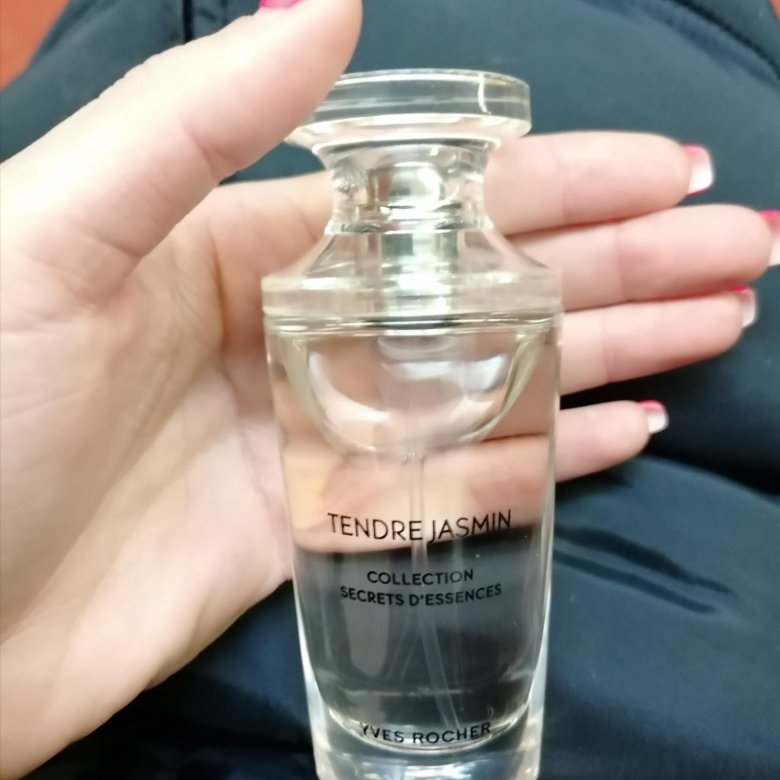 TENDRE JASMIN
COLLECTION
SECRETS D'ESSENCES
YVES ROCHER